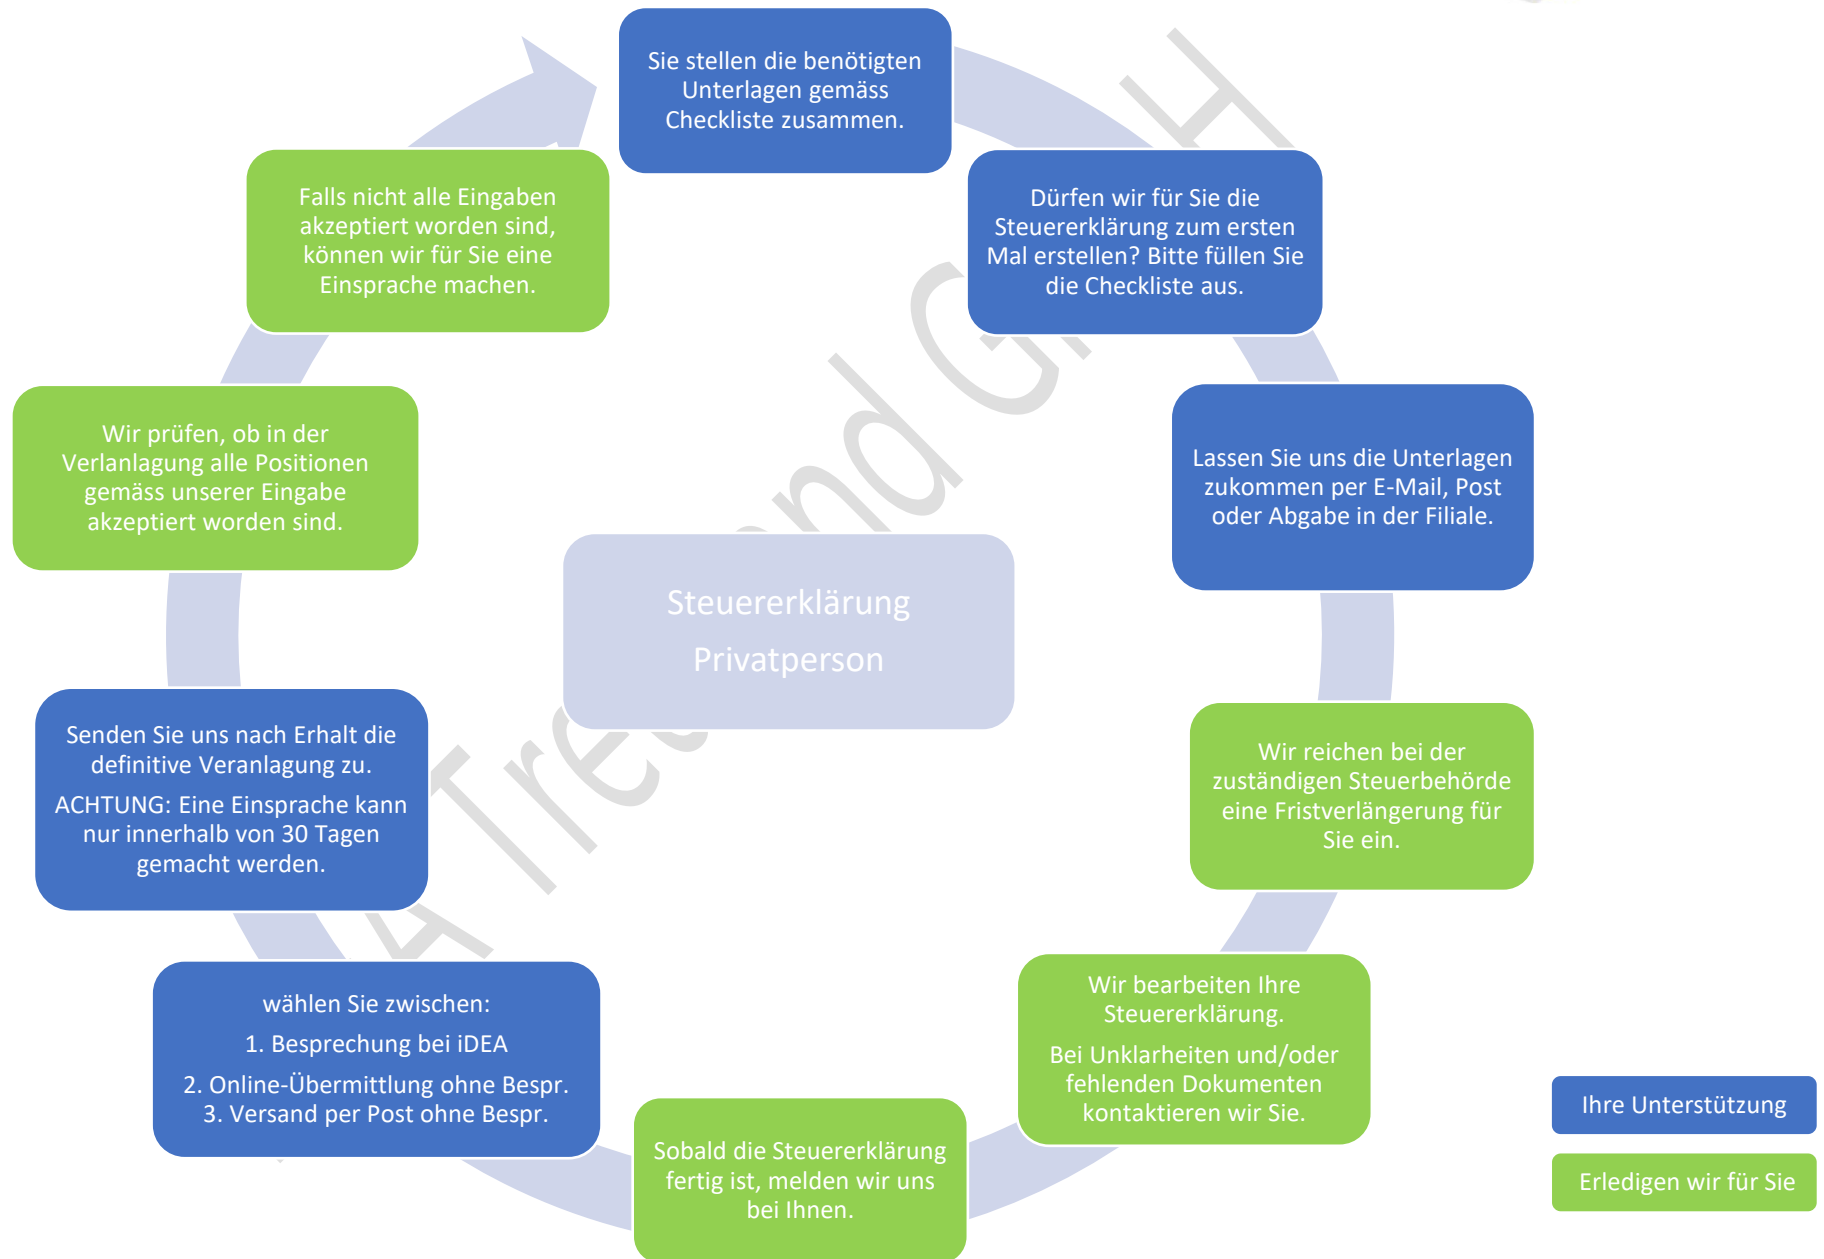 Sie stellen die benötigten
Unterlagen gemäss
Checkliste zusammen.
Dürfen wir für Sie die
Steuererklärung zum ersten
Mal erstellen? Bitte füllen Sie
die Checkliste aus.
Lassen Sie uns die Unterlagen
zukommen per E-Mail, Post
oder Abgabe in der Filiale.
Wir reichen bei der
zuständigen Steuerbehörde
eine Fristverlängerung für
Sie ein.
Wir bearbeiten Ihre
Steuererklärung.
Bei Unklarheiten und/oder
fehlenden Dokumenten
kontaktieren wir Sie.
Sobald die Steuererklärung
fertig ist, melden wir uns
bei Ihnen.
wählen Sie zwischen:
1. Besprechung bei iDEA
2. Online-Übermittlung ohne Bespr.
3. Versand per Post ohne Bespr.
Senden Sie uns nach Erhalt die
definitive Veranlagung zu.
ACHTUNG: Eine Einsprache kann
nur innerhalb von 30 Tagen
gemacht werden.
Wir prüfen, ob in der
Verlanlagung alle Positionen
gemäss unserer Eingabe
akzeptiert worden sind.
Falls nicht alle Eingaben
akzeptiert worden sind,
können wir für Sie eine
Einsprache machen.
Steuererklärung
Privatperson
Ihre Unterstützung
Erledigen wir für Sie